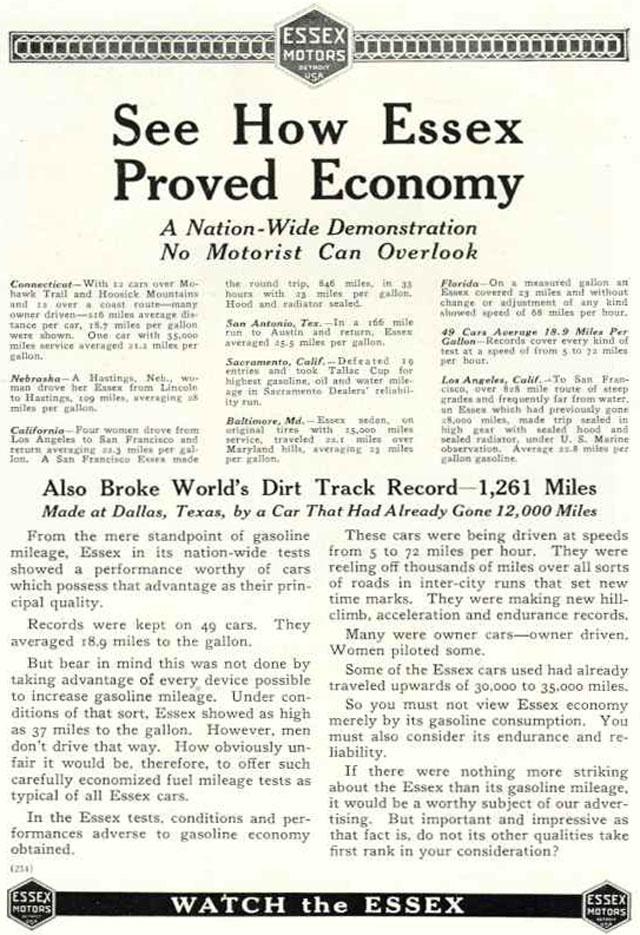 ESSEX
MOTORS
DETROIT
USA
See How Essex
Proved Economy
A Nation-Wide Demonstration
No Motorist Can Overlook
Connecticut—With 12 cars over Mo-
hawk Trail and Hoosick Mountains
and 12 over a coast route—many
owner driven—216 miles average dis-
tance per car, 18.7 miles per gallon
were shown. One car with 35,000
miles service averaged 21.2 miles per
gallon.
Nebraska—A Hastings, Neb., wo-
man drove her Essex from Lincoln
to Hastings, 109 miles, averaging 28
miles per gallon.
California—Four women drove from
Los Angeles to San Francisco and
return averaging 22.3 miles per gal-
lon. A San Francisco Essex made
the round trip, 846 miles, in 33
hours with 23 miles per gallon.
Hood and radiator sealed.
San Antonio, Tex.—In a 166 mile
run to Austin and return, Essex
averaged 25.5 miles per gallon.
Sacramento, Calif.—Defeated 19
entries and took Tallac Cup for
highest gasoline, oil and water mile-
age in Sacramento Dealers' reliabil-
ity run.
Baltimore, Md.—Essex sedan, on
original tires with 15,000 miles
service, traveled 22.1 miles over
Maryland hills, averaging 23 miles
per gallon.
Florida—On a measured gallon an
Essex covered 23 miles and without
change or adjustment of any kind
showed speed of 68 miles per hour.
49 Cars Average 18.9 Miles Per
Gallon—Records cover every kind of
test at a speed of from 5 to 72 miles
per hour.
Los Angeles, Calif.—To San Fran-
cisco, over 828 mile route of steep
grades and frequently far from water,
an Essex which had previously gone
28,000 miles, made trip sealed in
high gear with sealed hood and
sealed radiator, under U. S. Marine
observation. Average 22.8 miles per
gallon gasoline.
Also Broke World's Dirt Track Record—1,261 Miles
Made at Dallas, Texas, by a Car That Had Already Gone 12,000 Miles
From the mere standpoint of gasoline
mileage, Essex in its nation-wide tests
showed a performance worthy of cars
which possess that advantage as their prin-
cipal quality.
Records were kept on 49 cars. They
averaged 18.9 miles to the gallon.
But bear in mind this was not done by
taking advantage of every device possible
to increase gasoline mileage. Under con-
ditions of that sort, Essex showed as high
as 37 miles to the gallon. However, men
don't drive that way. How obviously un-
fair it would be, therefore, to offer such
carefully economized fuel mileage tests as
typical of all Essex cars.
In the Essex tests, conditions and per-
formances adverse to gasoline economy
obtained.
(254)
These cars were being driven at speeds
from 5 to 72 miles per hour. They were
reeling off thousands of miles over all sorts
of roads in inter-city runs that set new
time marks. They were making new hill-
climb, acceleration and endurance records.
Many were owner cars—owner driven.
Women piloted some.
Some of the Essex cars used had already
traveled upwards of 30,000 to 35,000 miles.
So you must not view Essex economy
merely by its gasoline consumption. You
must also consider its endurance and re-
liability.
If there were nothing more striking
about the Essex than its gasoline mileage,
it would be a worthy subject of our adver-
tising. But important and impressive as
that fact is, do not its other qualities take
first rank in your consideration?
ESSEX
MOTORS
DETROIT
USA
WATCH the ESSEX
ESSEX
MOTORS
DETROIT
USA